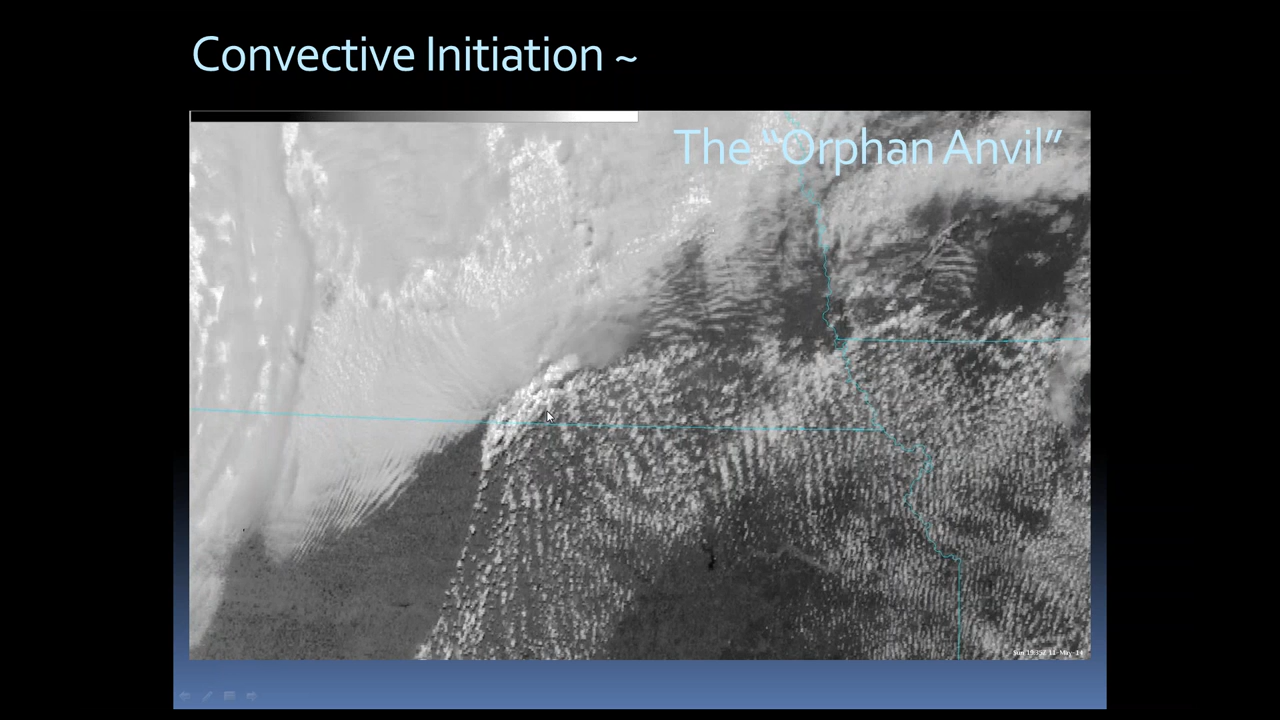 Convective Initiation ~
The “Orphan Anvil”